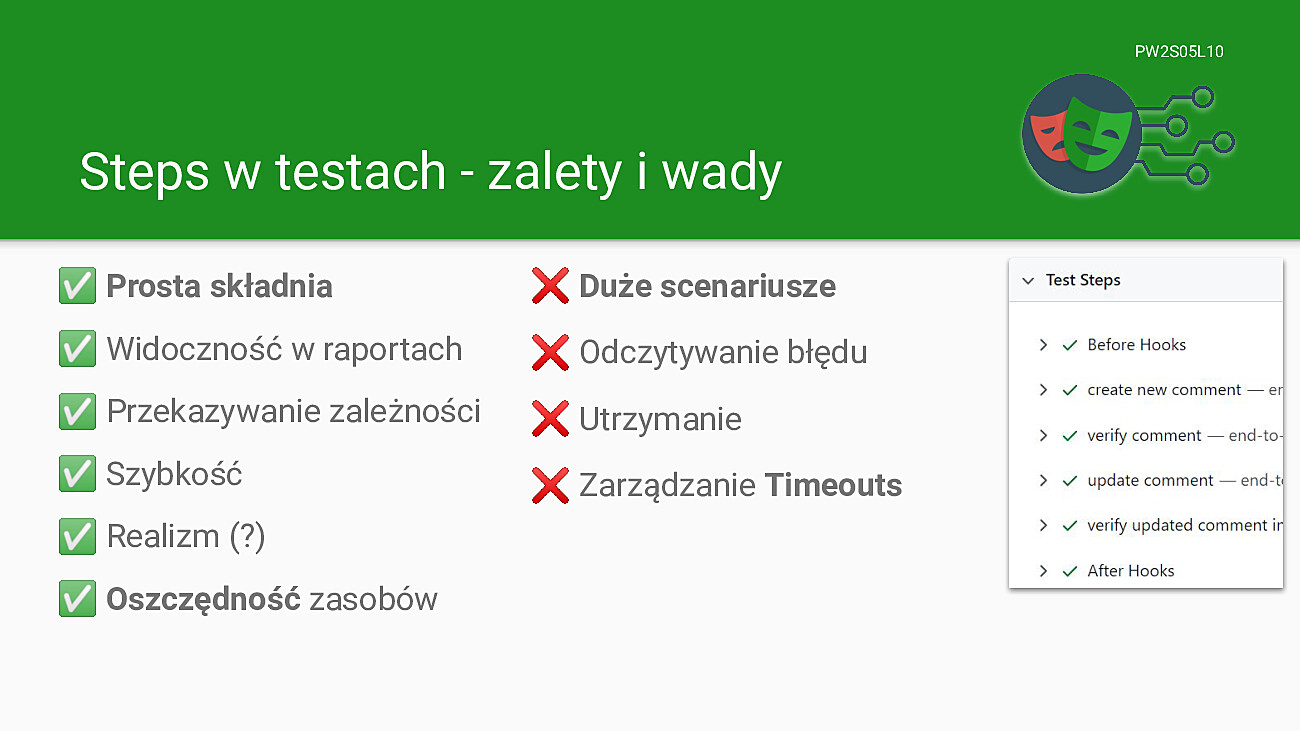 PW2S05L10
Steps w testach - zalety i wady
Prosta składnia
Widoczność w raportach
Przekazywanie zależności
Szybkość
Realizm (?)
Oszczędność zasobów
Duże scenariusze
Odczytywanie błędu
Utrzymanie
Zarządzanie Timeouts
Test Steps
Before Hooks
create new comment — er
verify comment — end-to-
update comment — end-t
verify updated comment in
After Hooks